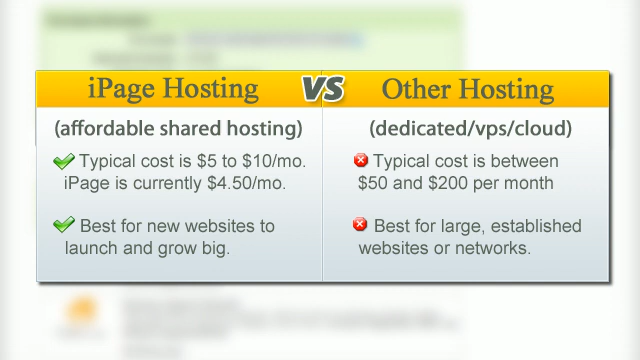 iPage Hosting VS Other Hosting
(affordable shared hosting)
Typical cost is $5 to $10/mo.
iPage is currently $4.50/mo.
Best for new websites to
launch and grow big.
(dedicated/vps/cloud)
Typical cost is between
$50 and $200 per month
Best for large, established
websites or networks.